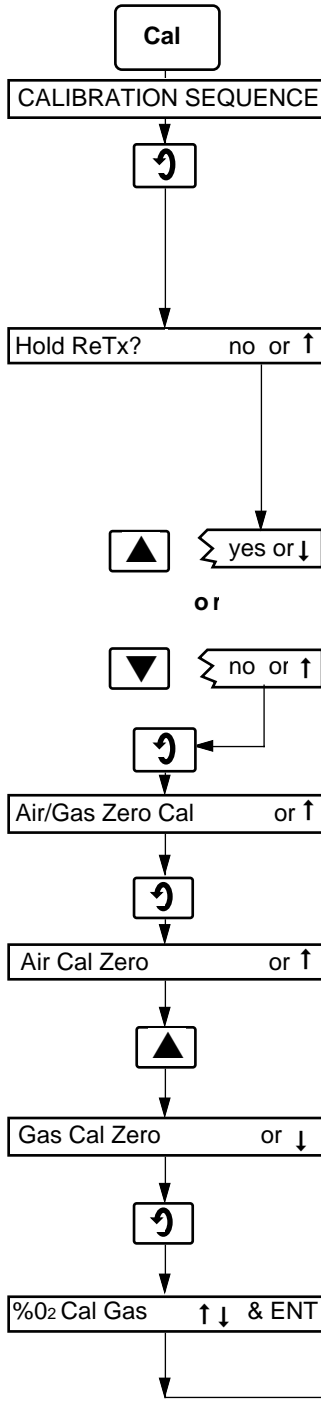 Cal
CALIBRATION SEQUENCE
Hold ReTx? no or ↑
yes or ↓
or
no or ↑
Air/Gas Zero Cal or ↑
Air Cal Zero or ↑
Gas Cal Zero or ↓
%0₂ Cal Gas ↑ ↓ & ENT